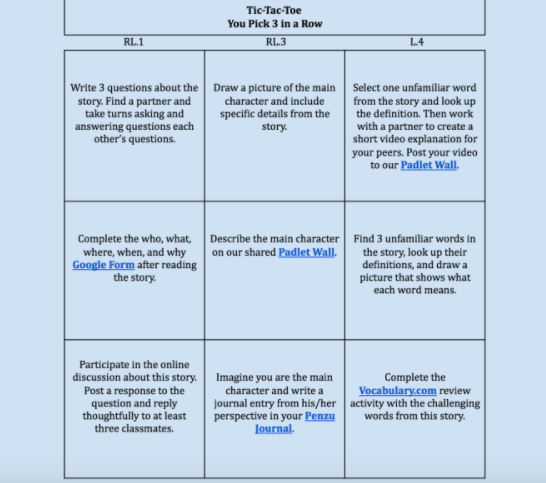 Tic-Tac-Toe
You Pick 3 in a Row
RL.1
RL.3
L.4
Write 3 questions about the
story. Find a partner and
take turns asking and
answering questions each
other's questions.
Draw a picture of the main
character and include
specific details from the
story.
Select one unfamiliar word
from the story and look up
the definition. Then work
with a partner to create a
short video explanation for
your peers. Post your video
to our Padlet Wall.
Complete the who, what,
where, when, and why
Google Form after reading
the story.
Describe the main character
on our shared Padlet Wall.
Find 3 unfamiliar words in
the story, look up their
definitions, and draw a
picture that shows what
each word means.
Participate in the online
discussion about this story.
Post a response to the
question and reply
thoughtfully to at least
three classmates.
Imagine you are the main
character and write a
journal entry from his/her
perspective in your Penzu
Journal.
Complete the
Vocabulary.com review
activity with the challenging
words from this story.